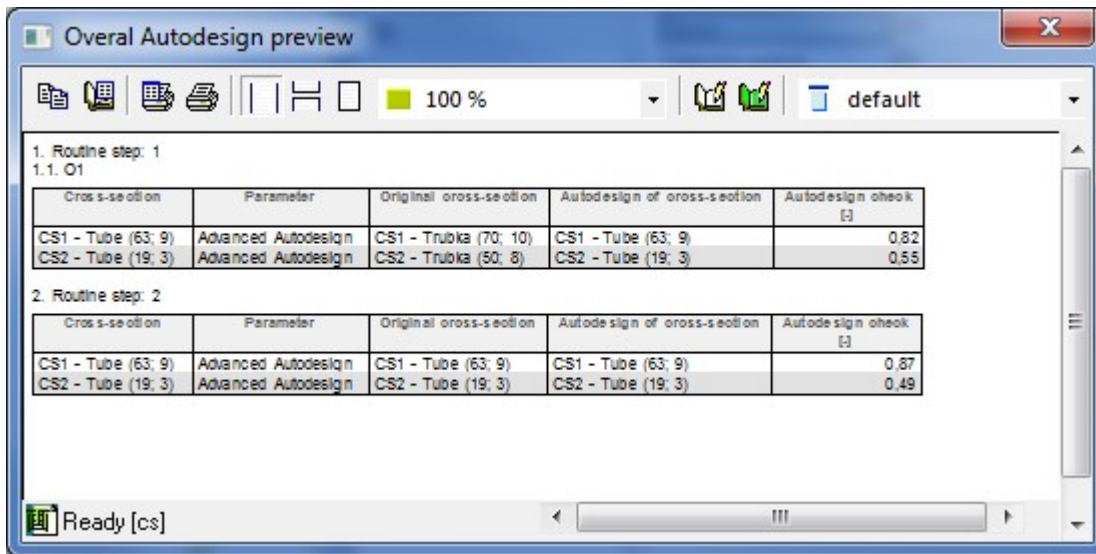 Overal Autodesign preview
x
100 %
default
1. Routine step: 1
1.1. O1
Cross-section Parameter Original cross-section Autodesign of cross-section Autodesign check
[-]
CS1 - Tube (63; 9) Advanced Autodesign CS1 - Trubka (70; 10) CS1 - Tube (63; 9) 0,82
CS2 - Tube (19; 3) Advanced Autodesign CS2 - Trubka (50; 8) CS2 - Tube (19; 3) 0,55
2. Routine step: 2
Cross-section Parameter Original cross-section Autodesign of cross-section Autodesign check
[-]
CS1 - Tube (63; 9) Advanced Autodesign CS1 - Tube (63; 9) CS1 - Tube (63; 9) 0,87
CS2 - Tube (19; 3) Advanced Autodesign CS2 - Tube (19; 3) CS2 - Tube (19; 3) 0,49
Ready [cs]